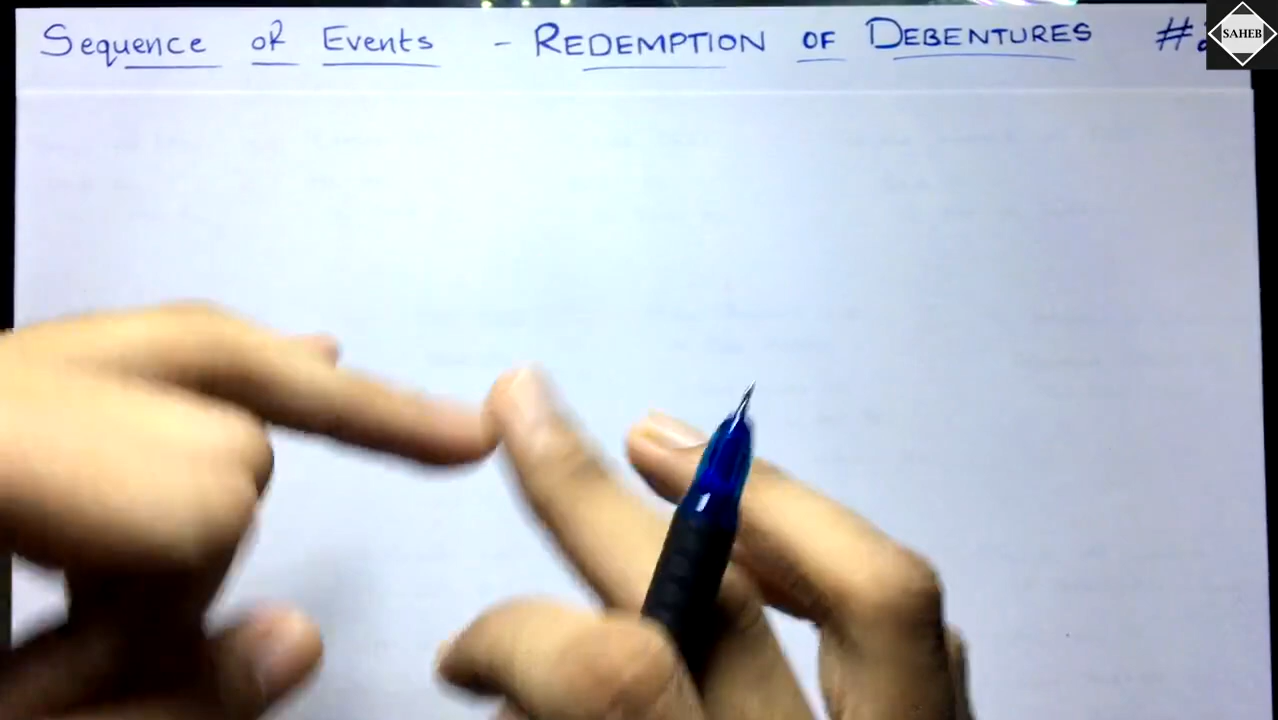 Sequence of Events - REDEMPTION OF DEBENTURES #
SAHEB